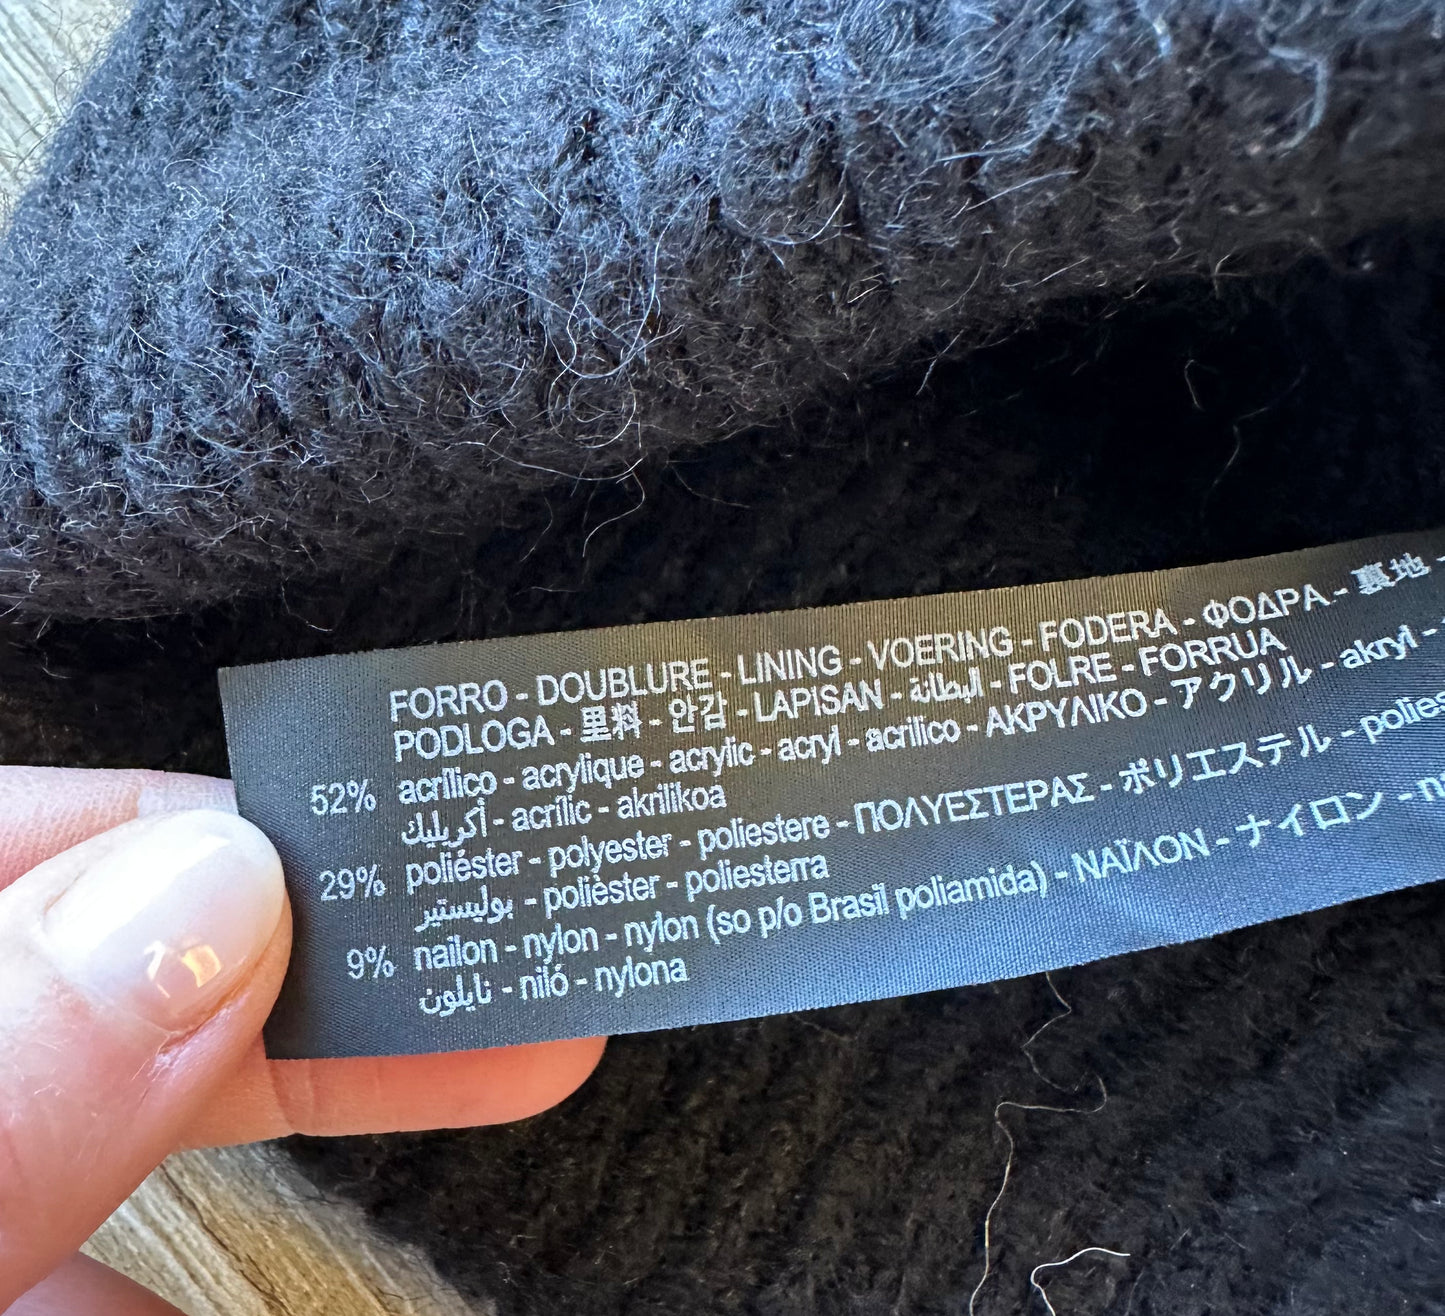 FORRO - DOUBLURE - LINING - VOERING - FODERA - ΦΟΔΡΑ - 裏地 -
PODLOGA - 里料 - 안감 - LAPISAN - البطانة - FOLRE - FORRUA
52% acrílico - acrylique - acrylic - acryl - acrilico - ΑΚΡΥΛΙΚΟ - アクリル - akryl -
أكريليك - acrílic - akrilikoa
29% poliéster - polyester - poliestere - ΠΟΛΥΕΣΤΕΡΑΣ - ポリエステル -
بوليستير - polièster - poliesterra
9% nailon - nylon - nylon (so p/o Brasil poliamida) - ΝΑΪΛΟΝ - ナイロン -
نايلون - niló - nylona